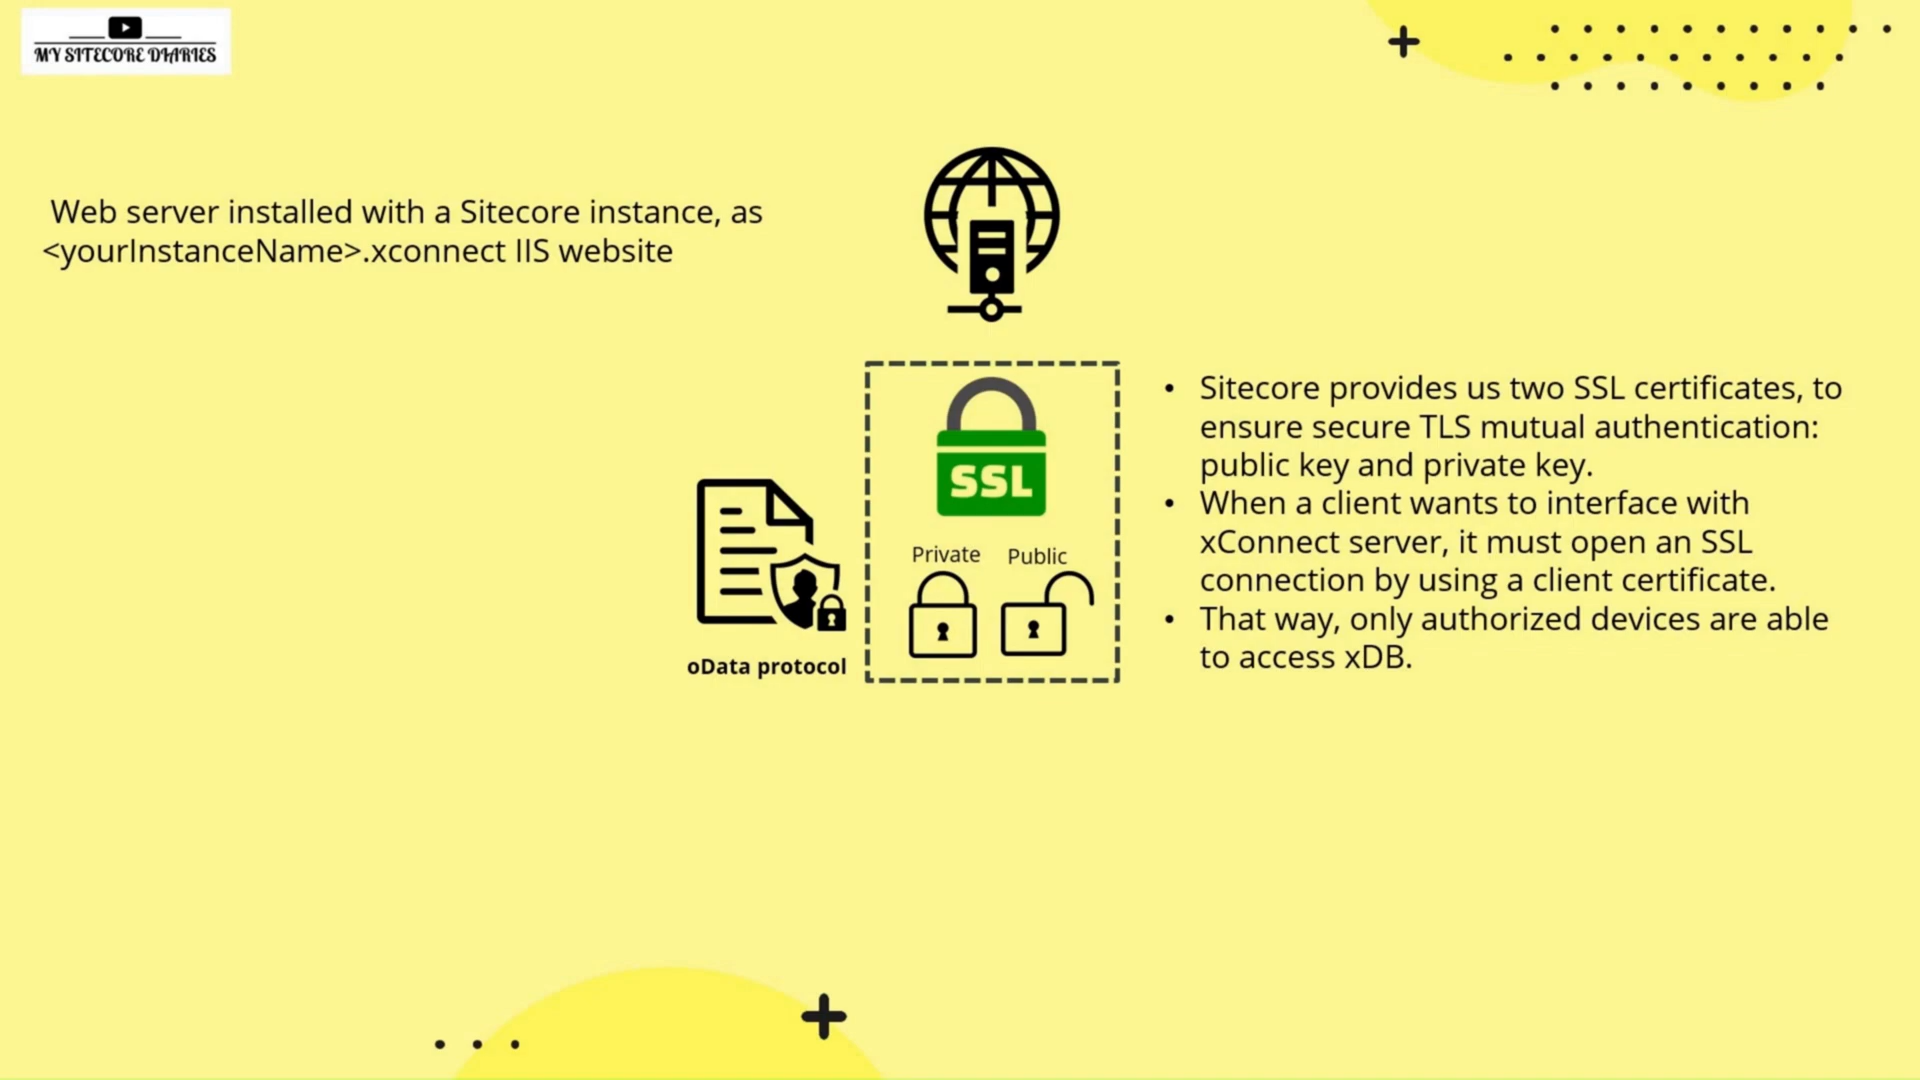 MY SITECORE DIARIES
Web server installed with a Sitecore instance, as
<yourInstanceName>.xconnect IIS website
SSL
Private Public
oData protocol
• Sitecore provides us two SSL certificates, to
ensure secure TLS mutual authentication:
public key and private key.
• When a client wants to interface with
xConnect server, it must open an SSL
connection by using a client certificate.
• That way, only authorized devices are able
to access xDB.